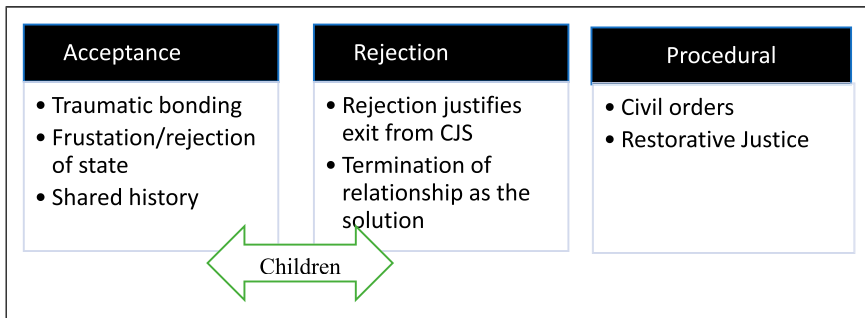 Acceptance
• Traumatic bonding
• Frustation/rejection
of state
• Shared history
Rejection
• Rejection justifies
exit from CJS
• Termination of
relationship as the
solution
Procedural
• Civil orders
• Restorative Justice
Children